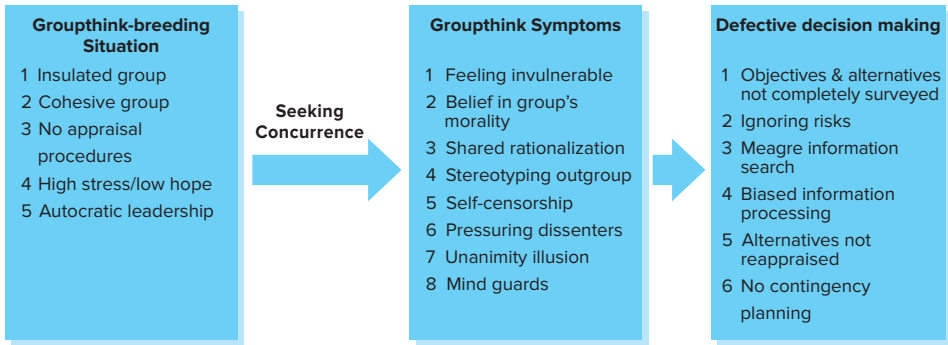 Groupthink-breeding
Situation
1 Insulated group
2 Cohesive group
3 No appraisal
procedures
4 High stress/low hope
5 Autocratic leadership
Seeking
Concurrence
Groupthink Symptoms
1 Feeling invulnerable
2 Belief in group's
morality
3 Shared rationalization
4 Stereotyping outgroup
5 Self-censorship
6 Pressuring dissenters
7 Unanimity illusion
8 Mind guards
Defective decision making
1 Objectives & alternatives
not completely surveyed
2 Ignoring risks
3 Meagre information
search
4 Biased information
processing
5 Alternatives not
reappraised
6 No contingency
planning